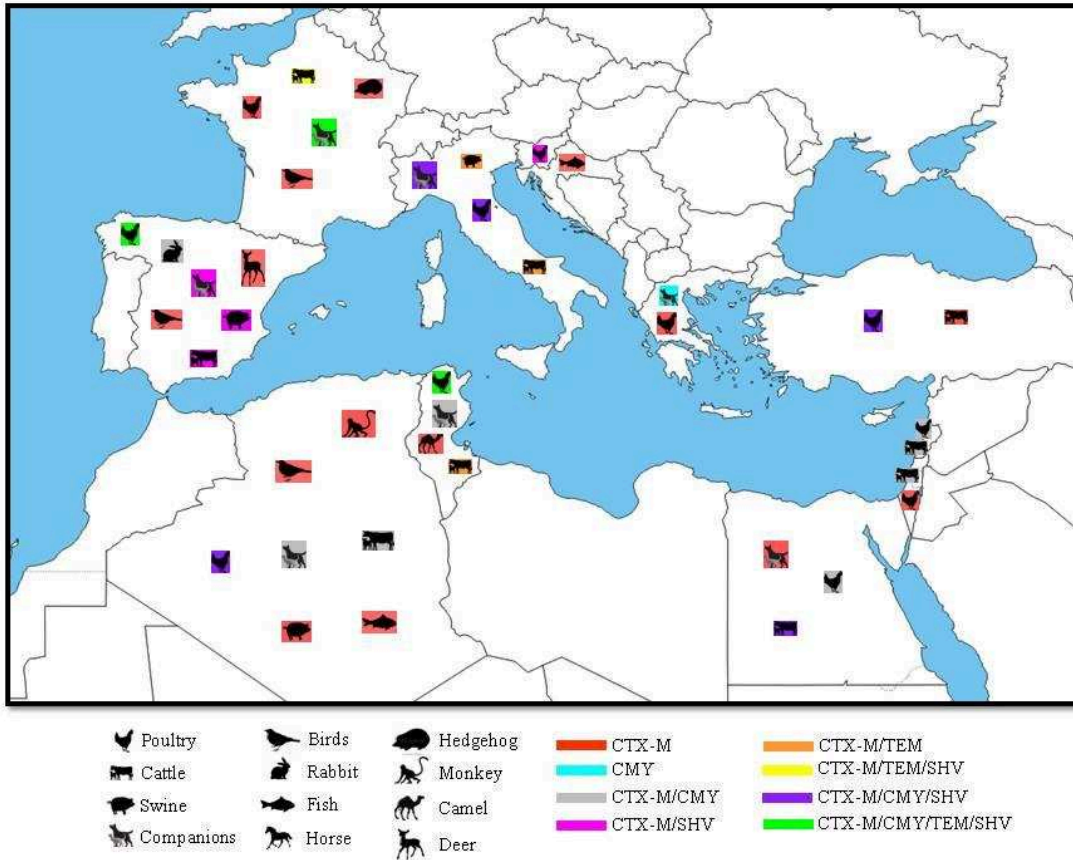 Poultry
Cattle
Swine
Companions
Birds
Rabbit
Fish
Horse
Hedgehog
Monkey
Camel
Deer
CTX-M
CMY
CTX-M/CMY
CTX-M/SHV
CTX-M/TEM
CTX-M/TEM/SHV
CTX-M/CMY/SHV
CTX-M/CMY/TEM/SHV